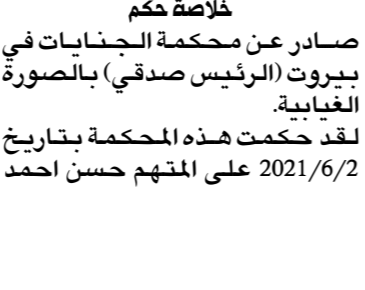 خلاصة حكم
صادر عن محكمة الجنايات في
بيروت (الرئيس صدقي) بالصورة
الغيابية.
لقد حكمت هذه المحكمة بتاريخ
2021/6/2 على المتهم حسن احمد